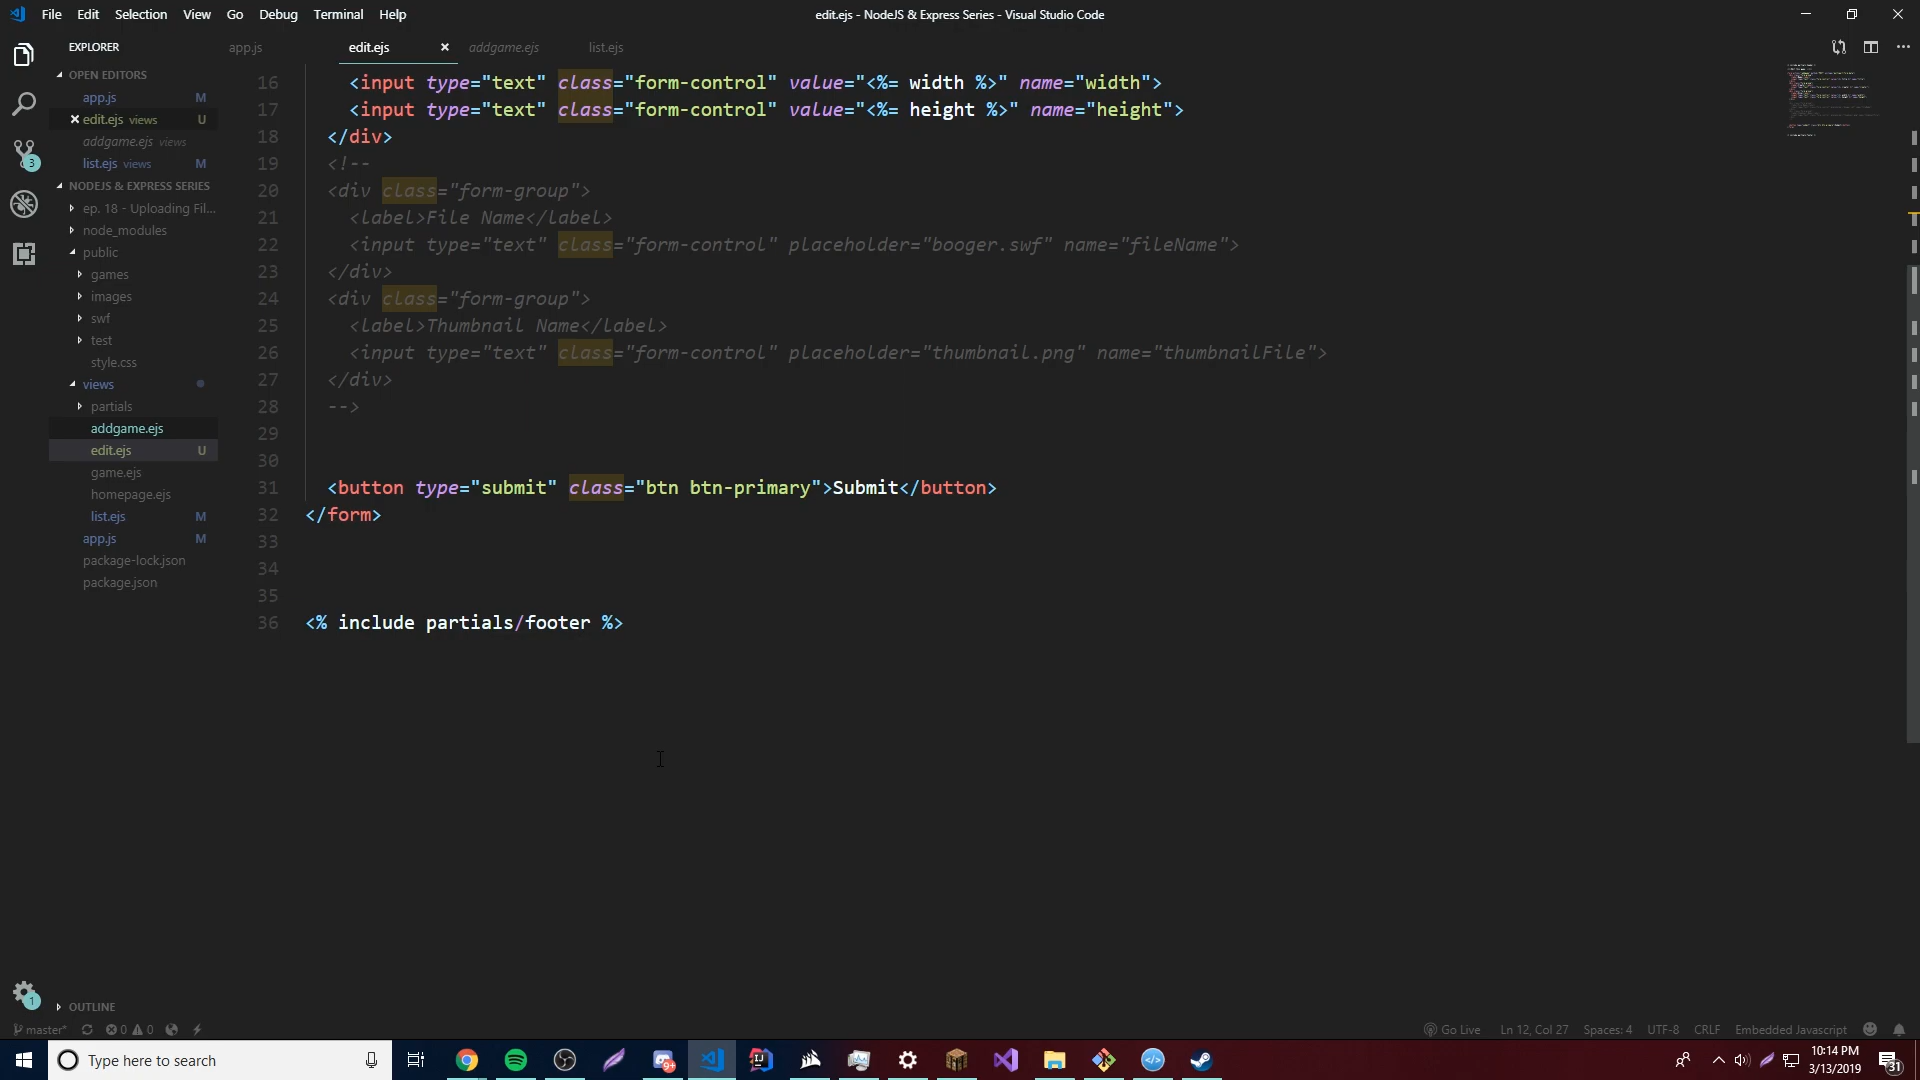 File Edit Selection View Go Debug Terminal Help
edit.ejs - NodeJS & Express Series - Visual Studio Code
EXPLORER
app.js
edit.ejs
addgame.ejs
list.ejs
OPEN EDITORS
app.js M
edit.ejs views U
addgame.ejs views
list.ejs views M
NODEJS & EXPRESS SERIES
ep. 18 - Uploading Fil...
node_modules
public
games
images
swf
test
style.css
views
partials
addgame.ejs
edit.ejs U
game.ejs
homepage.ejs
list.ejs M
app.js M
package-lock.json
package.json
OUTLINE
3
1
16 <input type="text" class="form-control" value="<%= width %>" name="width">
17 <input type="text" class="form-control" value="<%= height %>" name="height">
18 </div>
19 <!--
20 <div class="form-group">
21 <label>File Name</label>
22 <input type="text" class="form-control" placeholder="booger.swf" name="fileName">
23 </div>
24 <div class="form-group">
25 <label>Thumbnail Name</label>
26 <input type="text" class="form-control" placeholder="thumbnail.png" name="thumbnailFile">
27 </div>
28 -->
29
30
31 <button type="submit" class="btn btn-primary">Submit</button>
32 </form>
33
34
35
36 <% include partials/footer %>
master* 0 0
Go Live Ln 12, Col 27 Spaces: 4 UTF-8 CRLF Embedded Javascript
Type here to search
9+
10:14 PM
3/13/2019
31